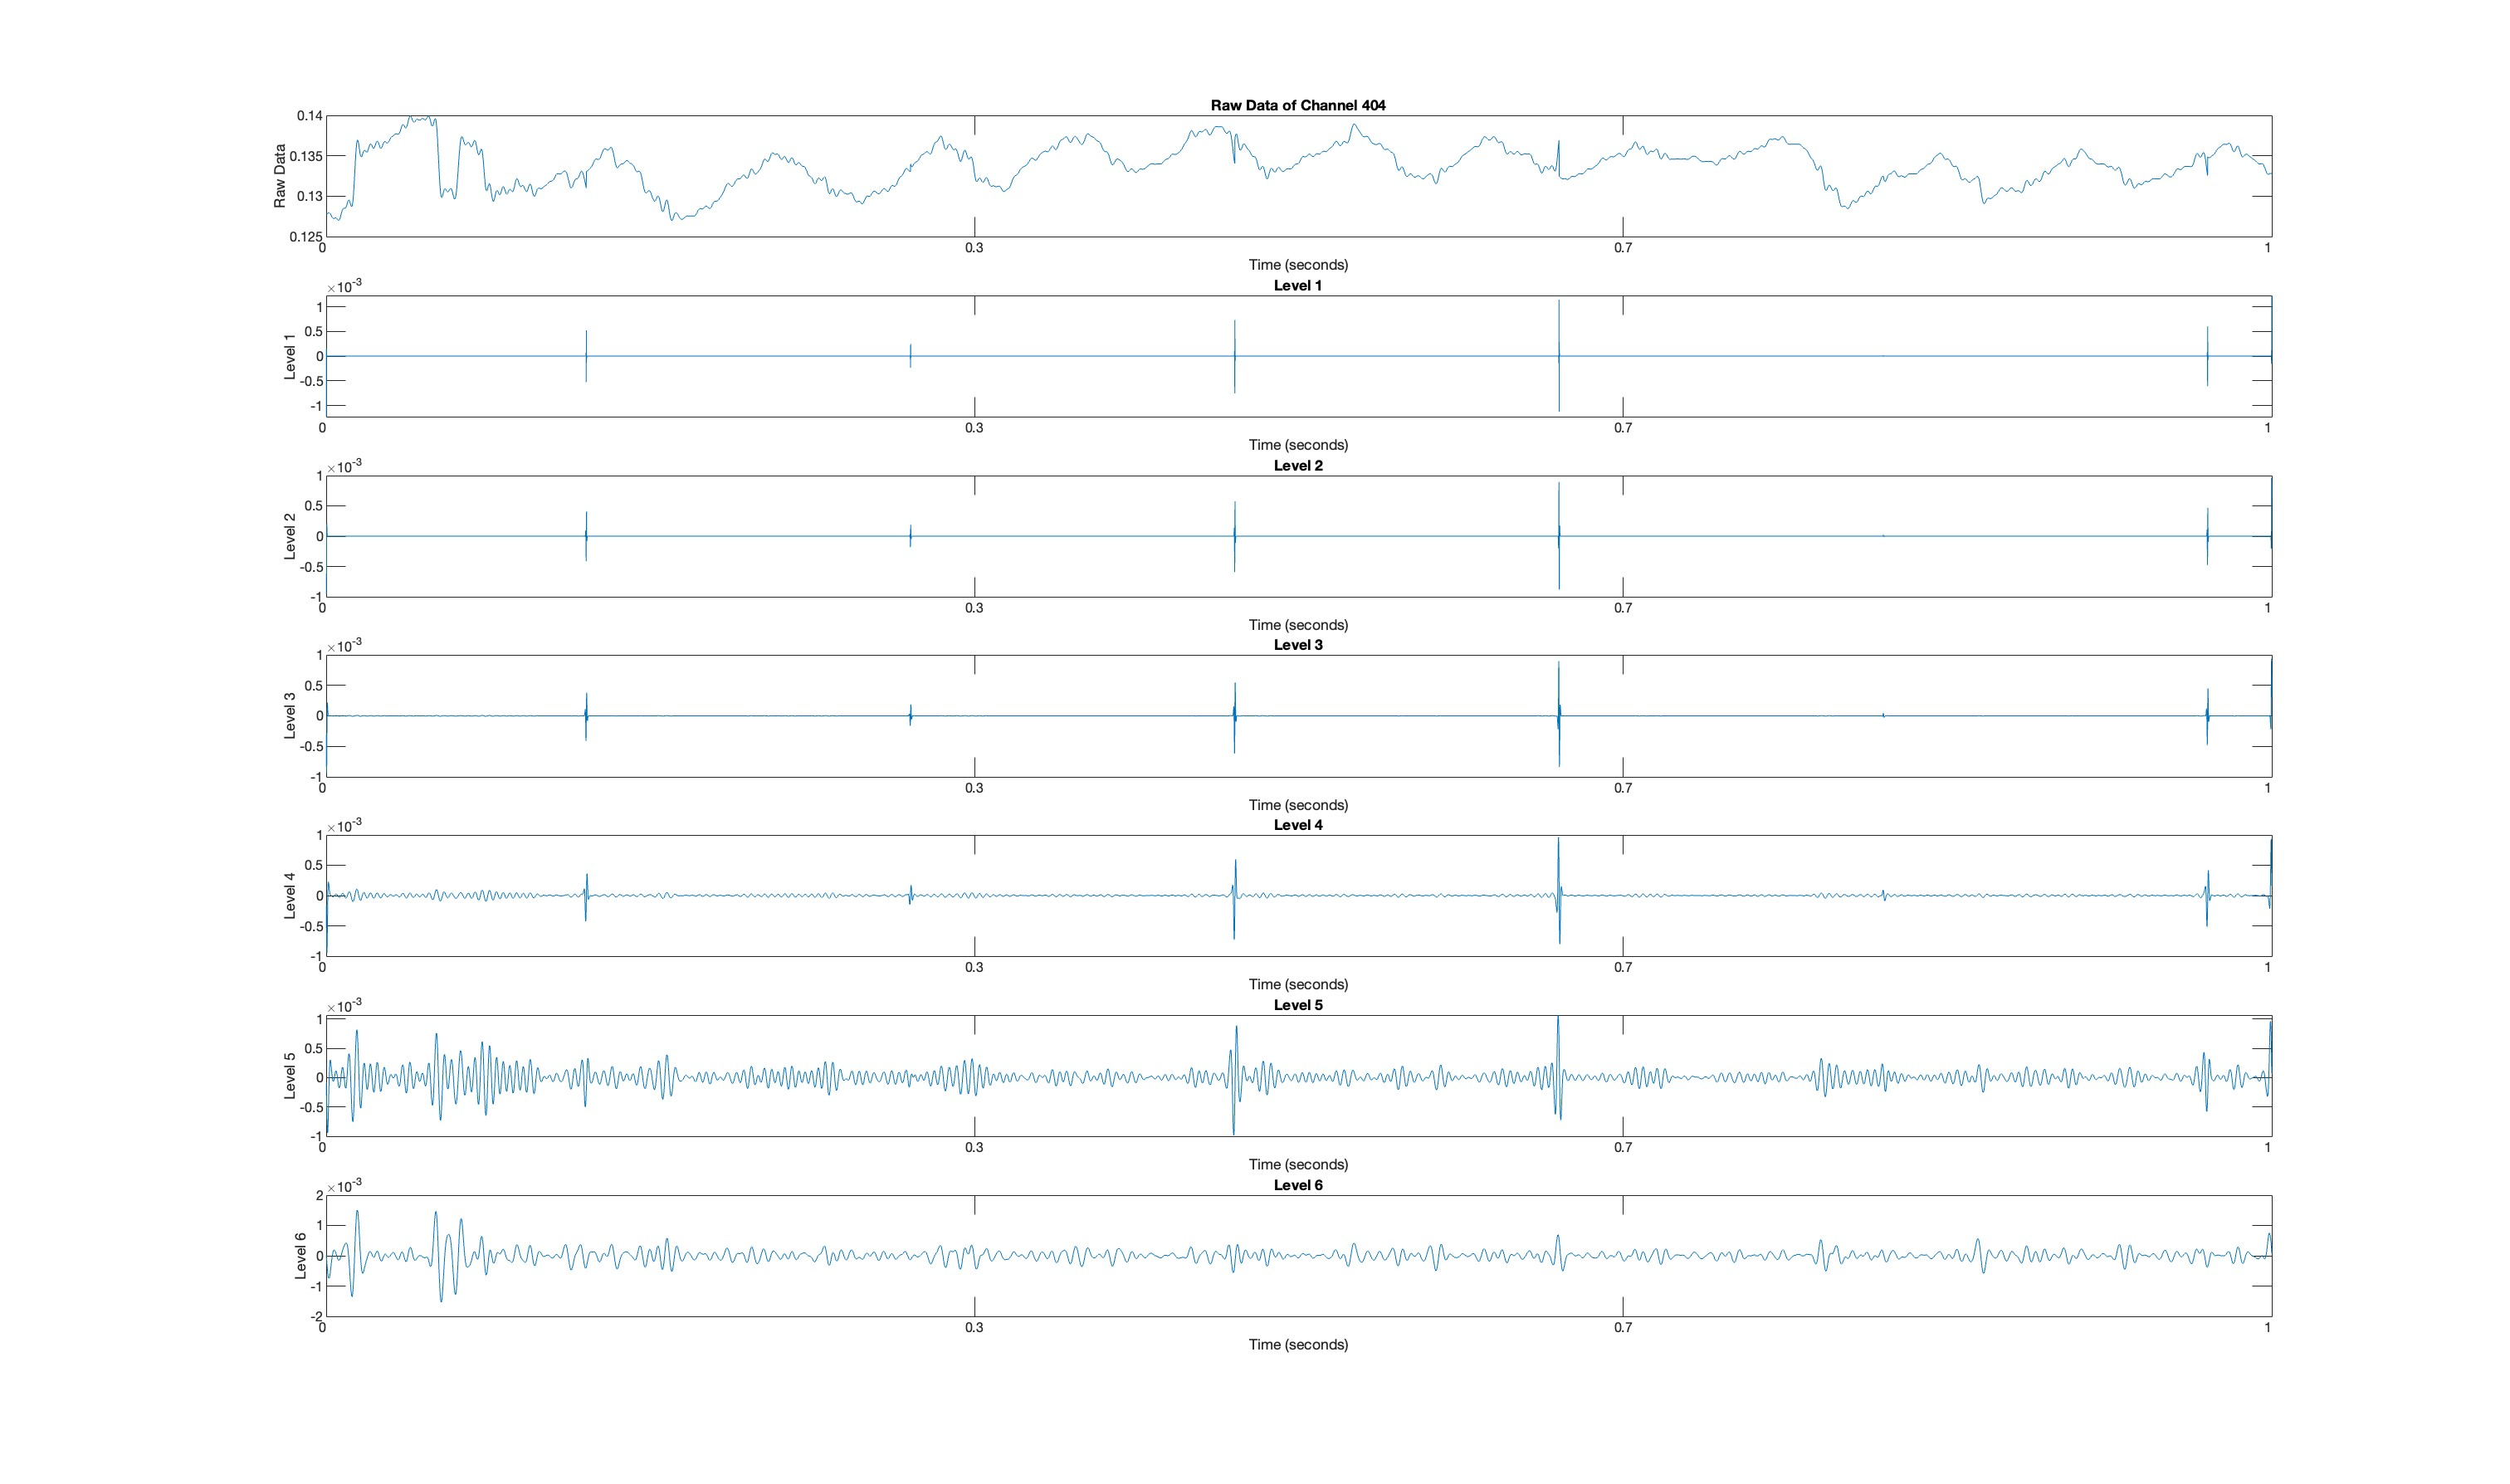 Raw Data of Channel 404
Raw Data
0.14
0.135
0.13
0.125
0 0.3 0.7 1
Time (seconds)
×10-3
Level 1
Level 1
1
0.5
0
-0.5
-1
0 0.3 0.7 1
Time (seconds)
×10-3
Level 2
Level 2
1
0.5
0
-0.5
-1
0 0.3 0.7 1
Time (seconds)
×10-3
Level 3
Level 3
1
0.5
0
-0.5
-1
0 0.3 0.7 1
Time (seconds)
×10-3
Level 4
Level 4
1
0.5
0
-0.5
-1
0 0.3 0.7 1
Time (seconds)
×10-3
Level 5
Level 5
1
0.5
0
-0.5
-1
0 0.3 0.7 1
Time (seconds)
×10-3
Level 6
Level 6
2
1
0
-1
-2
0 0.3 0.7 1
Time (seconds)